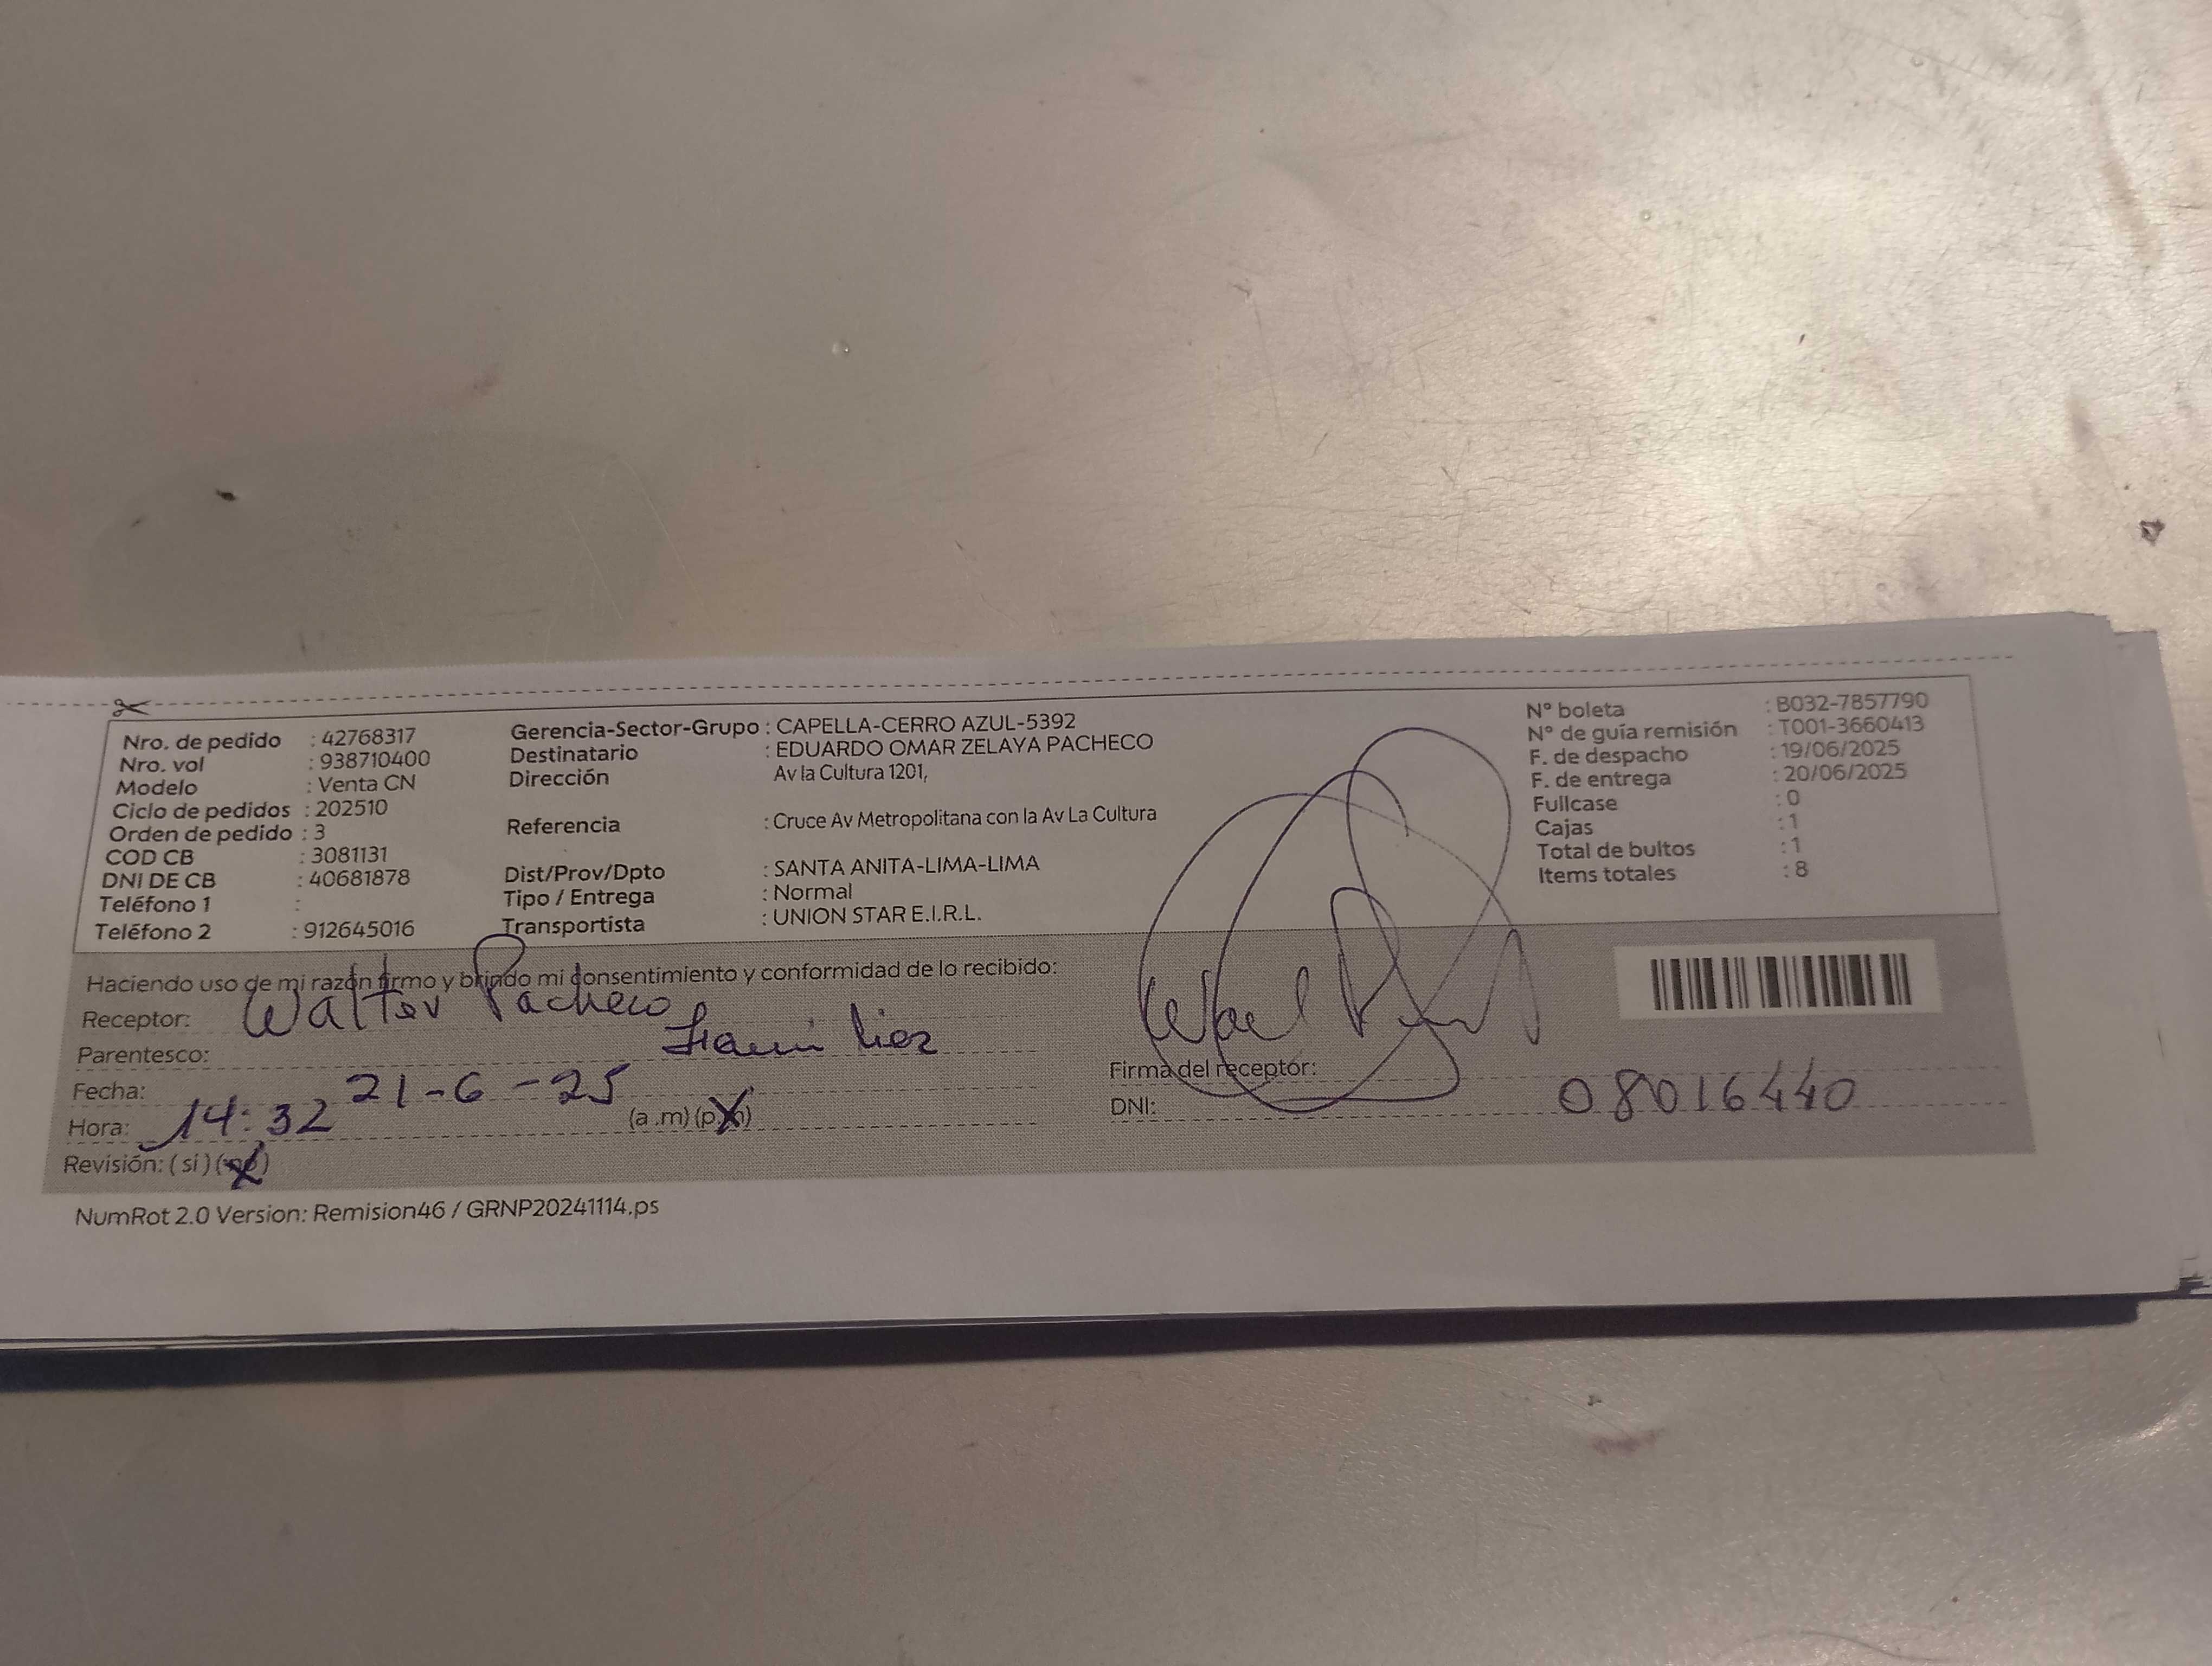 Nro. de pedido : 42768317
Nro. vol : 938710400
Modelo : Venta CN
Ciclo de pedidos : 202510
Orden de pedido : 3
COD CB : 3081131
DNI DE CB : 40681878
Teléfono 1 :
Teléfono 2 : 912645016
Gerencia-Sector-Grupo : CAPELLA-CERRO AZUL-5392
Destinatario : EDUARDO OMAR ZELAYA PACHECO
Dirección Av la Cultura 1201,
Referencia : Cruce Av Metropolitana con la Av La Cultura
Dist/Prov/Dpto : SANTA ANITA-LIMA-LIMA
Tipo / Entrega : Normal
Transportista : UNION STAR E.I.R.L.
N° boleta : B032-7857790
N° de guía remisión : T001-3660413
F. de despacho : 19/06/2025
F. de entrega : 20/06/2025
Fullcase : 0
Cajas : 1
Total de bultos : 1
Items totales : 8
Haciendo uso de mi razón firmo y brindo mi consentimiento y conformidad de lo recibido:
Receptor: Walter Pacheco
Parentesco:
Fecha: 21-6-25
Hora: 14:32 (a .m) (p.m)
Revisión: ( si ) ( no )
Firma del receptor:
DNI: 08016440
NumRot 2.0 Version: Remision46 / GRNP20241114.ps